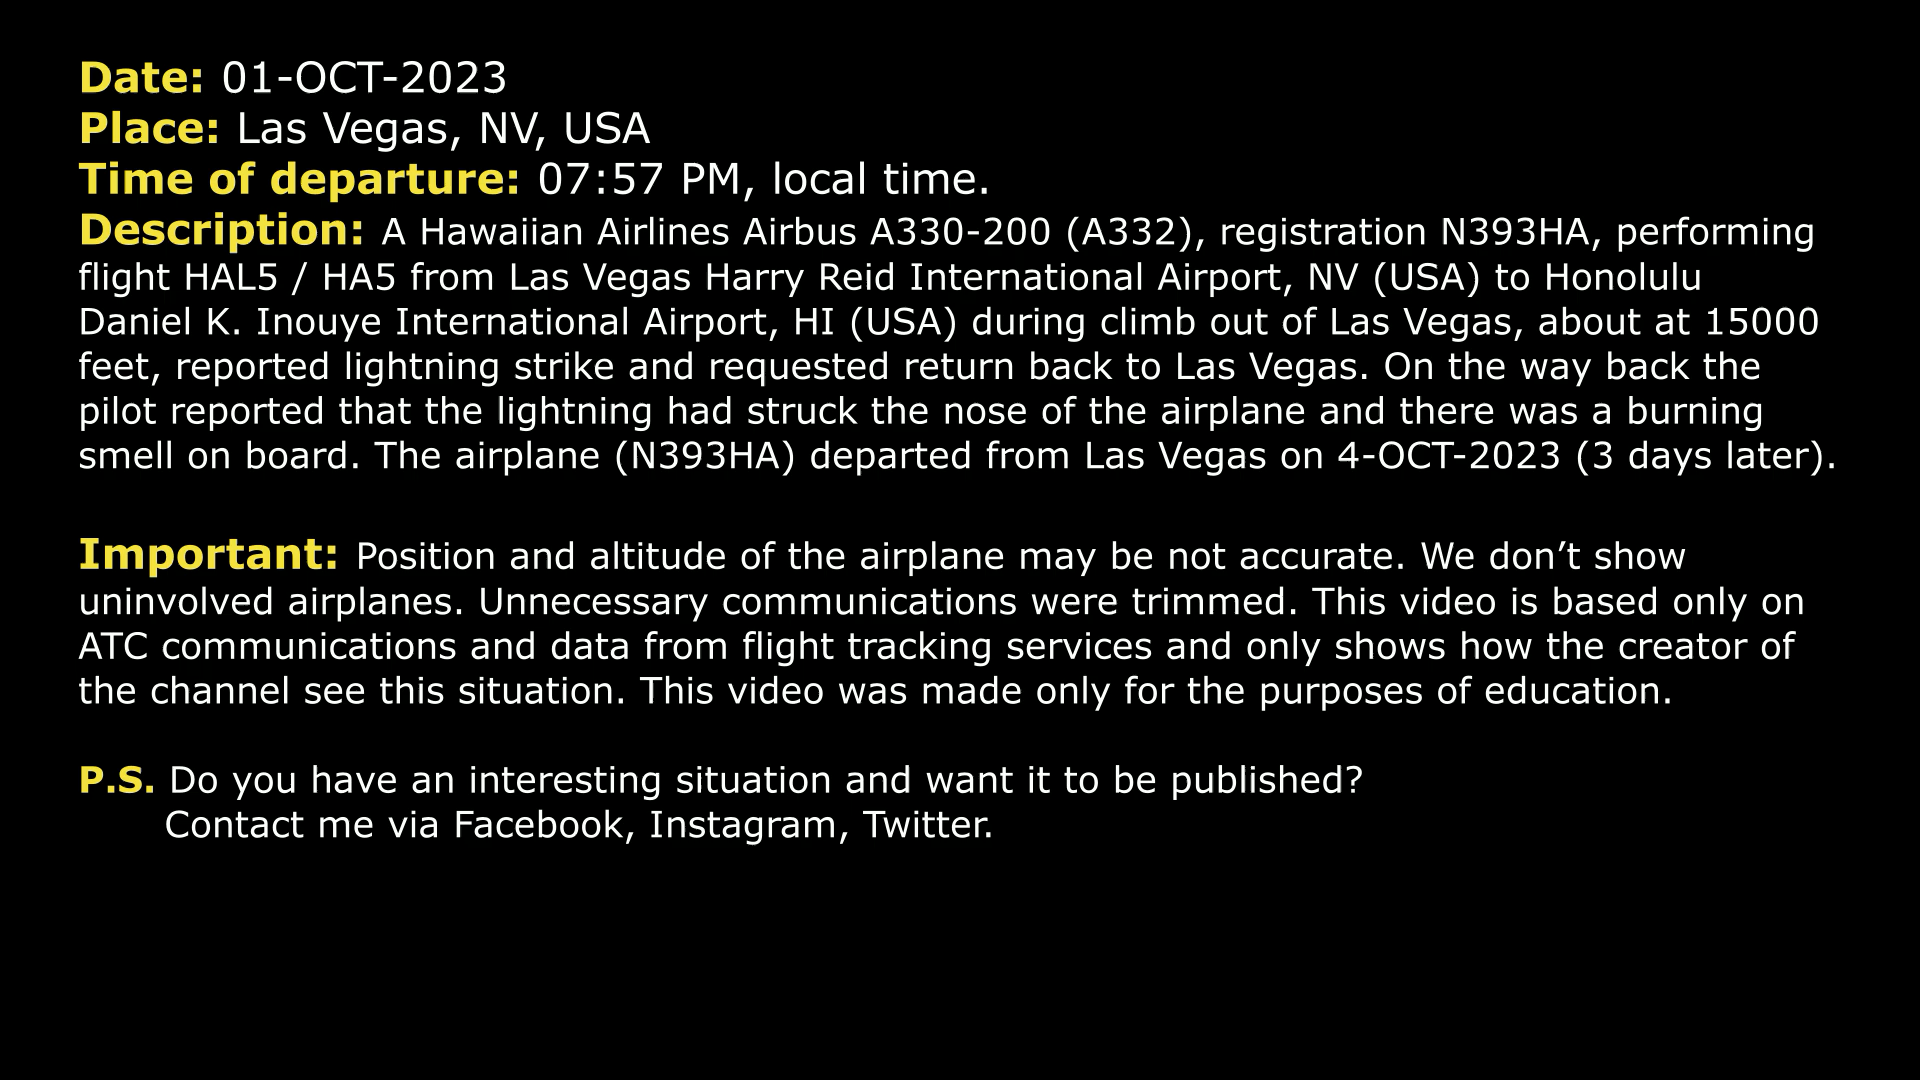 Date: 01-OCT-2023
Place: Las Vegas, NV, USA
Time of departure: 07:57 PM, local time.
Description: A Hawaiian Airlines Airbus A330-200 (A332), registration N393HA, performing
flight HAL5 / HA5 from Las Vegas Harry Reid International Airport, NV (USA) to Honolulu
Daniel K. Inouye International Airport, HI (USA) during climb out of Las Vegas, about at 15000
feet, reported lightning strike and requested return back to Las Vegas. On the way back the
pilot reported that the lightning had struck the nose of the airplane and there was a burning
smell on board. The airplane (N393HA) departed from Las Vegas on 4-OCT-2023 (3 days later).
Important: Position and altitude of the airplane may be not accurate. We don’t show
uninvolved airplanes. Unnecessary communications were trimmed. This video is based only on
ATC communications and data from flight tracking services and only shows how the creator of
the channel see this situation. This video was made only for the purposes of education.
P.S. Do you have an interesting situation and want it to be published?
Contact me via Facebook, Instagram, Twitter.